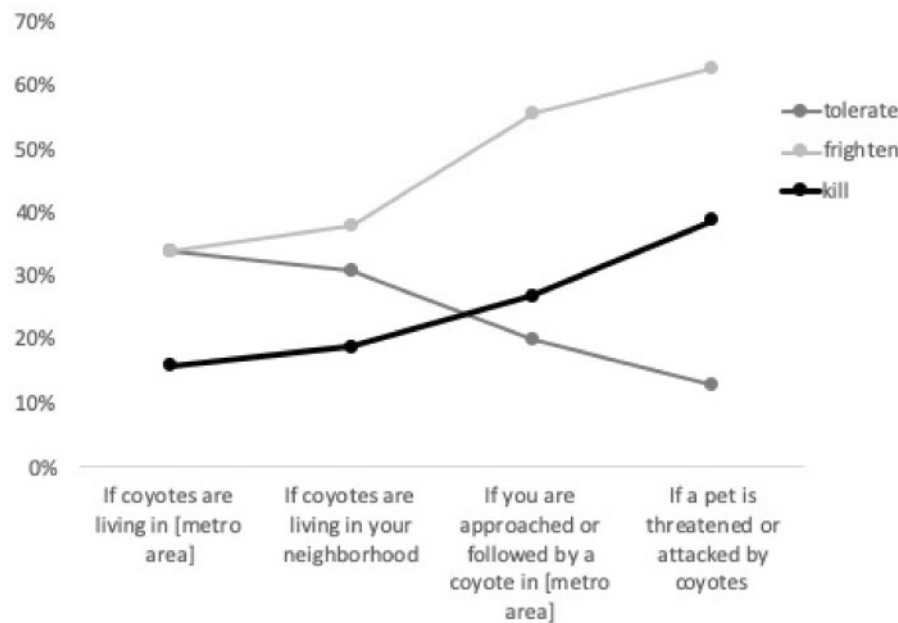 70%
60%
50%
40%
30%
20%
10%
0%
tolerate
frighten
kill
If coyotes are
living in [metro
area]
If coyotes are
living in your
neighborhood
If you are
approached or
followed by a
coyote in [metro
area]
If a pet is
threatened or
attacked by
coyotes